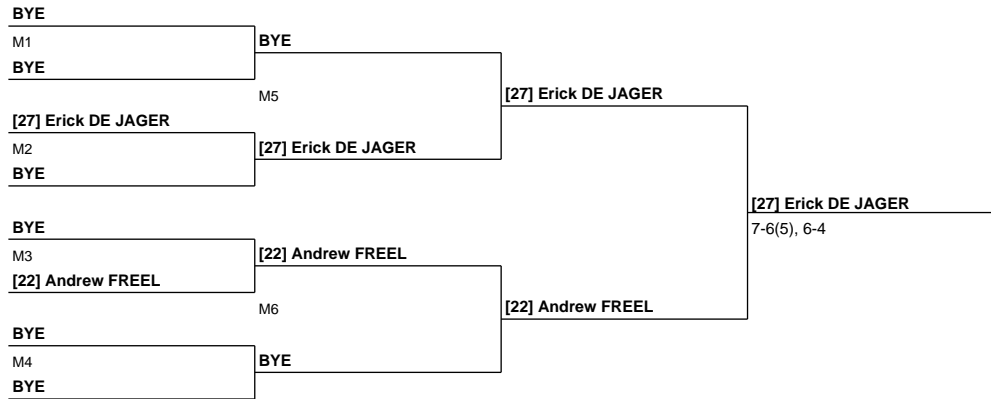 BYE
M1
BYE
BYE
M5
[27] Erick DE JAGER
[27] Erick DE JAGER
M2
[27] Erick DE JAGER
BYE
[27] Erick DE JAGER
7-6(5), 6-4
BYE
M3
[22] Andrew FREEL
[22] Andrew FREEL
M6
[22] Andrew FREEL
BYE
M4
BYE
BYE